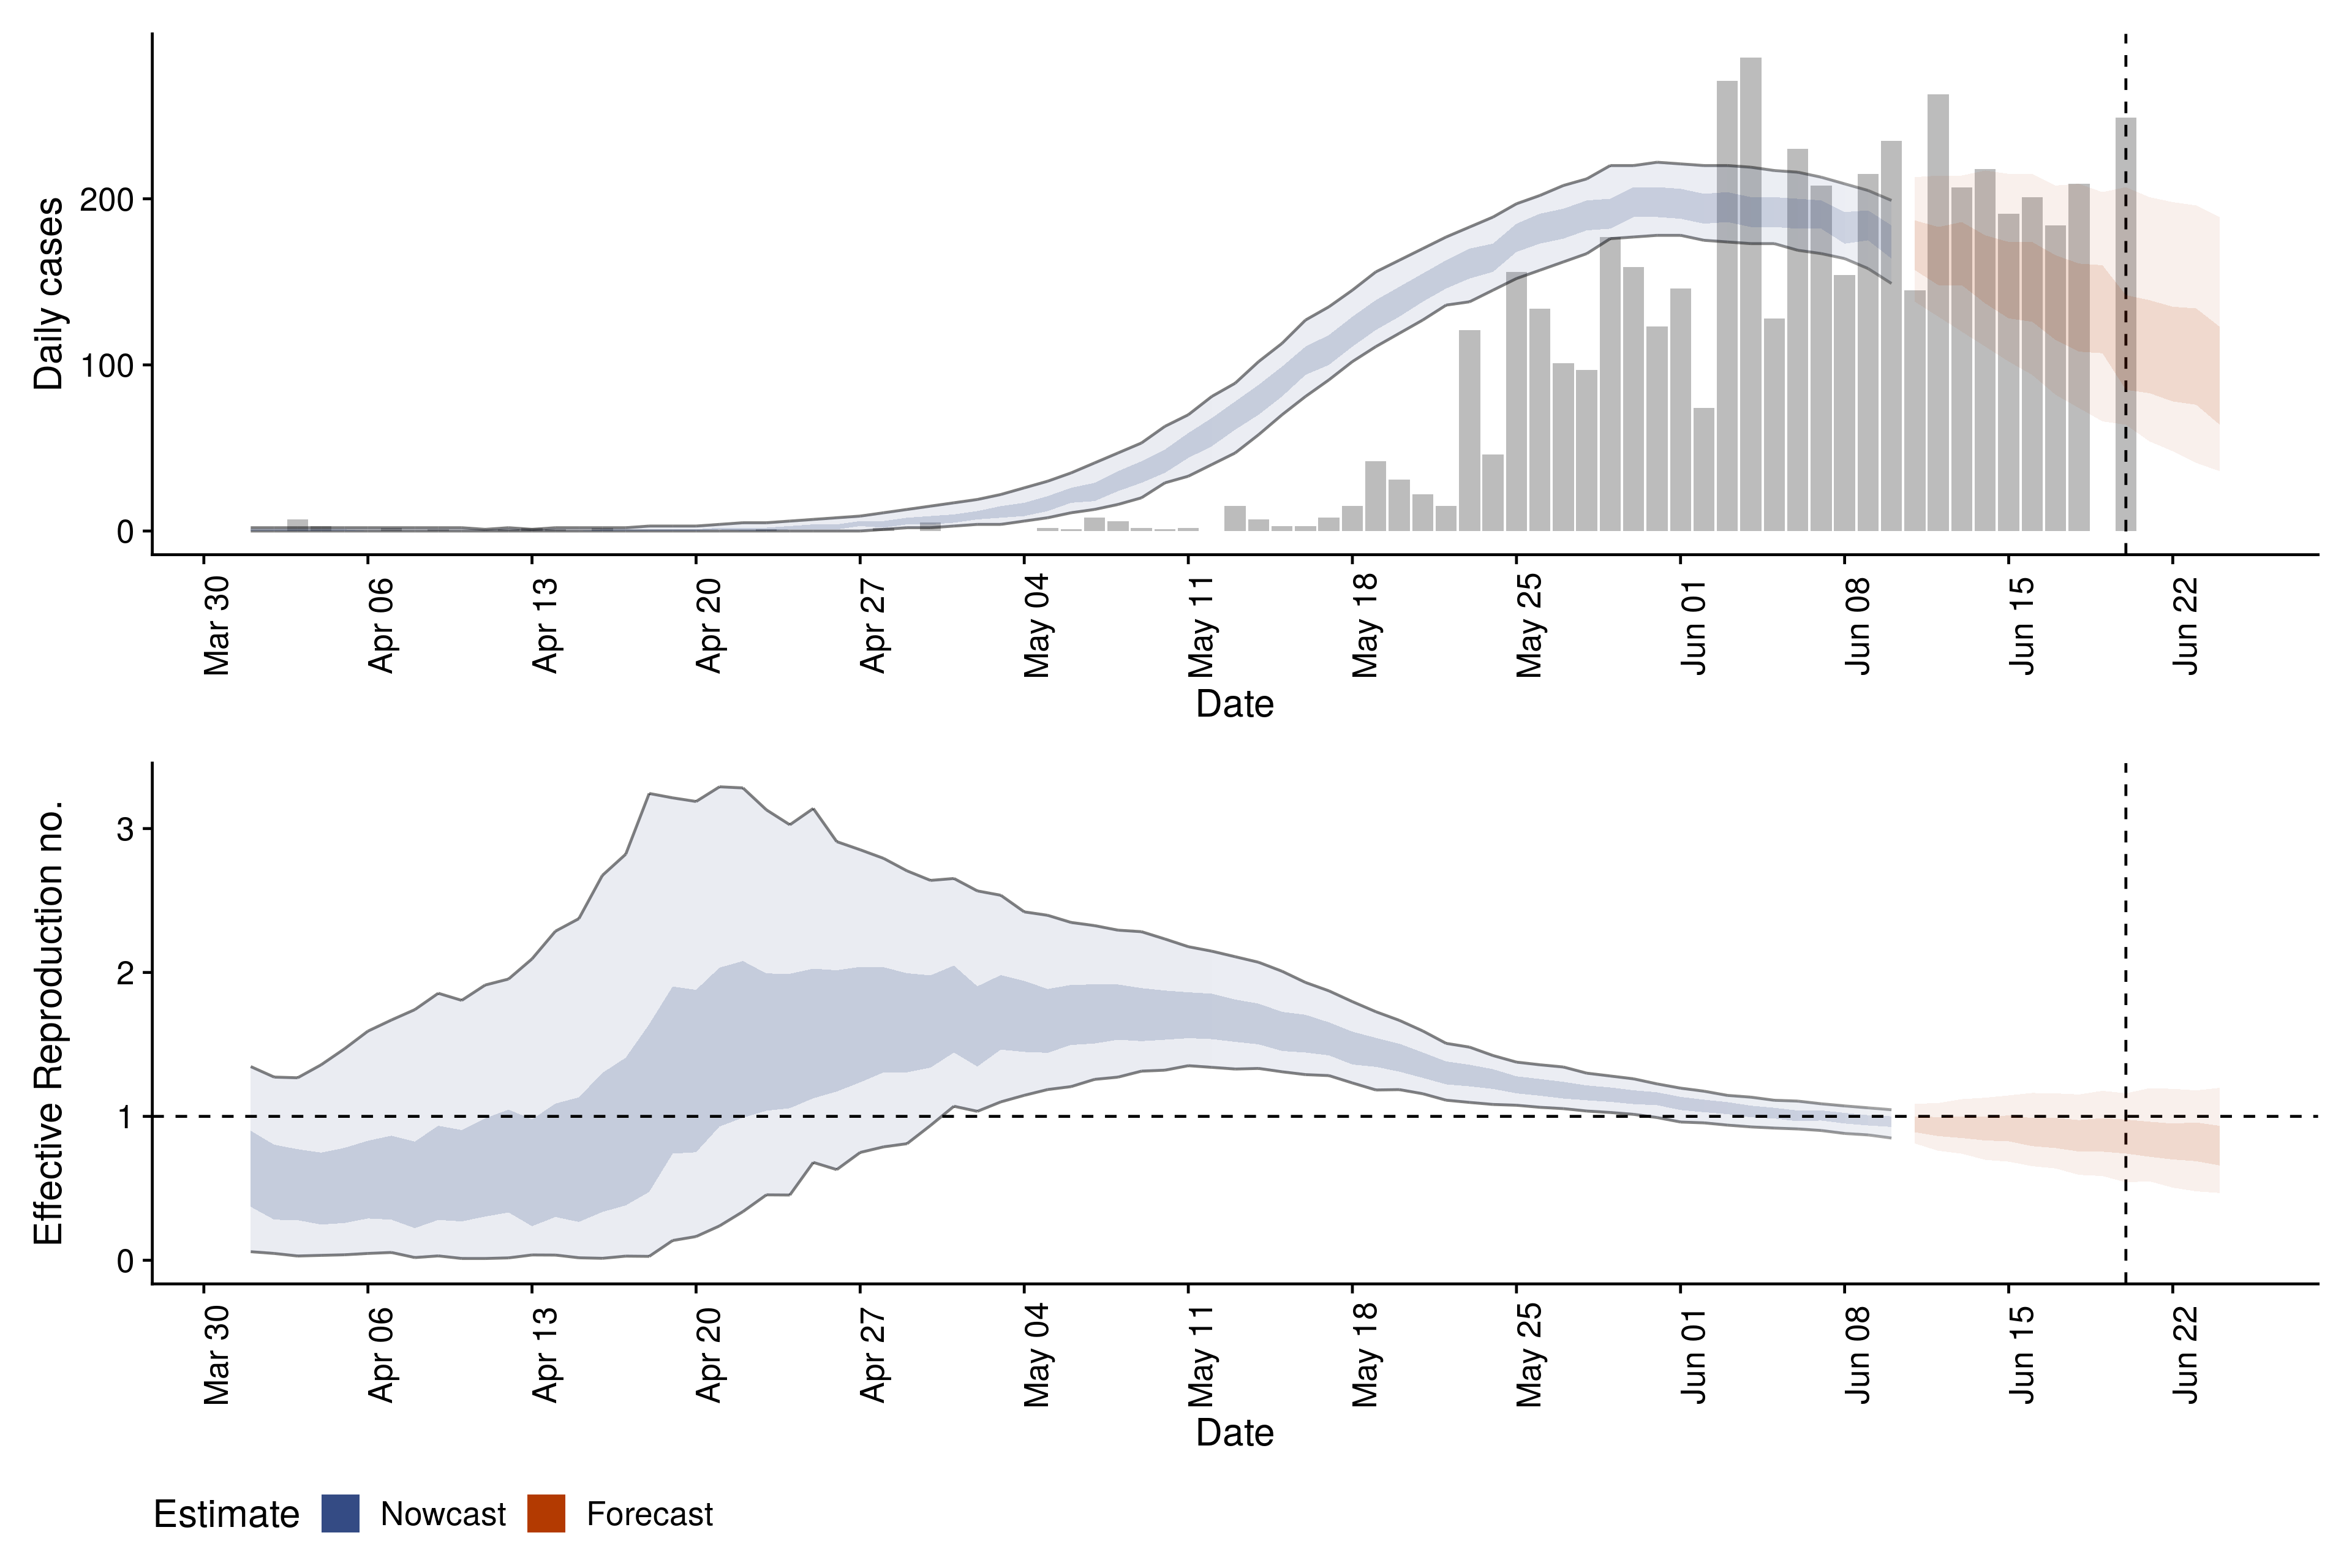 Daily cases
200
100
0
Mar 30
Apr 06
Apr 13
Apr 20
Apr 27
May 04
May 11
May 18
May 25
Jun 01
Jun 08
Jun 15
Jun 22
Date
Effective Reproduction no.
3
2
1
0
Mar 30
Apr 06
Apr 13
Apr 20
Apr 27
May 04
May 11
May 18
May 25
Jun 01
Jun 08
Jun 15
Jun 22
Date
Estimate Nowcast Forecast